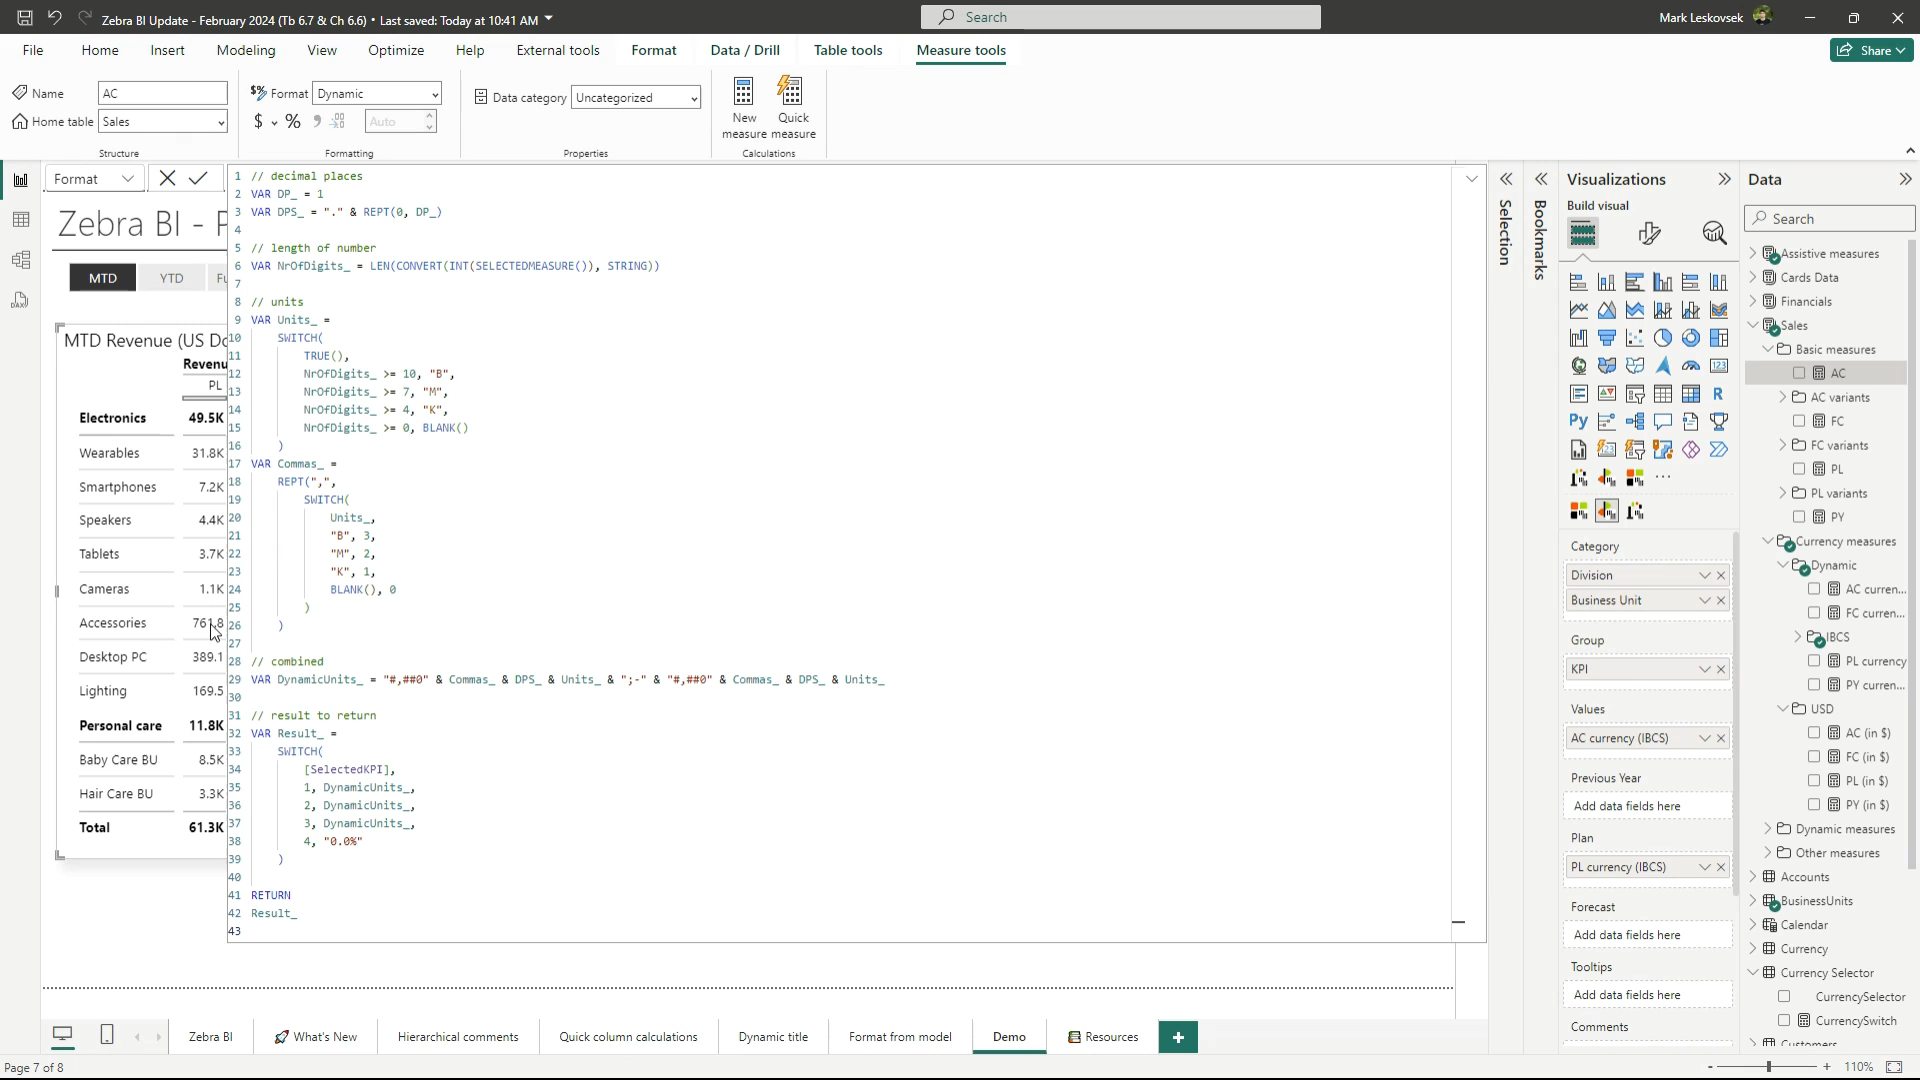 Zebra BI Update - February 2024 (Tb 6.7 & Ch 6.6) • Last saved: Today at 10:41 AM
Search
Mark Leskovsek
File
Home
Insert
Modeling
View
Optimize
Help
External tools
Format
Data / Drill
Table tools
Measure tools
Share
Name
AC
Home table
Sales
Structure
Format
Dynamic
$
%
Auto
Formatting
Data category
Uncategorized
Properties
New measure
Quick measure
Calculations
Format
Zebra BI - P
MTD
YTD
Fu
MTD Revenue (US Do
Revenu
PL
Electronics 49.5K
Wearables 31.8K
Smartphones 7.2K
Speakers 4.4K
Tablets 3.7K
Cameras 1.1K
Accessories 761.8
Desktop PC 389.1
Lighting 169.5
Personal care 11.8K
Baby Care BU 8.5K
Hair Care BU 3.3K
Total 61.3K
1 // decimal places
2 VAR DP_ = 1
3 VAR DPS_ = "." & REPT(0, DP_)
4
5 // length of number
6 VAR NrOfDigits_ = LEN(CONVERT(INT(SELECTEDMEASURE()), STRING))
7
8 // units
9 VAR Units_ =
10 SWITCH(
11 TRUE(),
12 NrOfDigits_ >= 10, "B",
13 NrOfDigits_ >= 7, "M",
14 NrOfDigits_ >= 4, "K",
15 NrOfDigits_ >= 0, BLANK()
16 )
17 VAR Commas_ =
18 REPT(",",
19 SWITCH(
20 Units_,
21 "B", 3,
22 "M", 2,
23 "K", 1,
24 BLANK(), 0
25 )
26 )
27
28 // combined
29 VAR DynamicUnits_ = "#,##0" & Commas_ & DPS_ & Units_ & ";-" & "#,##0" & Commas_ & DPS_ & Units_
30
31 // result to return
32 VAR Result_ =
33 SWITCH(
34 [SelectedKPI],
35 1, DynamicUnits_,
36 2, DynamicUnits_,
37 3, DynamicUnits_,
38 4, "0.0%"
39 )
40
41 RETURN
42 Result_
43
Selection
Bookmarks
Visualizations
Build visual
123
R
Py
Category
Division
Business Unit
Group
KPI
Values
AC currency (IBCS)
Previous Year
Add data fields here
Plan
PL currency (IBCS)
Forecast
Add data fields here
Tooltips
Add data fields here
Comments
Data
Search
Assistive measures
Cards Data
Financials
Sales
Basic measures
AC
AC variants
FC
FC variants
PL
PL variants
PY
Currency measures
Dynamic
AC curren...
FC curren...
IBCS
PL currency
PY curren...
USD
AC (in $)
FC (in $)
PL (in $)
PY (in $)
Dynamic measures
Other measures
Accounts
BusinessUnits
Calendar
Currency
Currency Selector
CurrencySelector
CurrencySwitch
Customers
Zebra BI
What's New
Hierarchical comments
Quick column calculations
Dynamic title
Format from model
Demo
Resources
+
Page 7 of 8
- + 110%